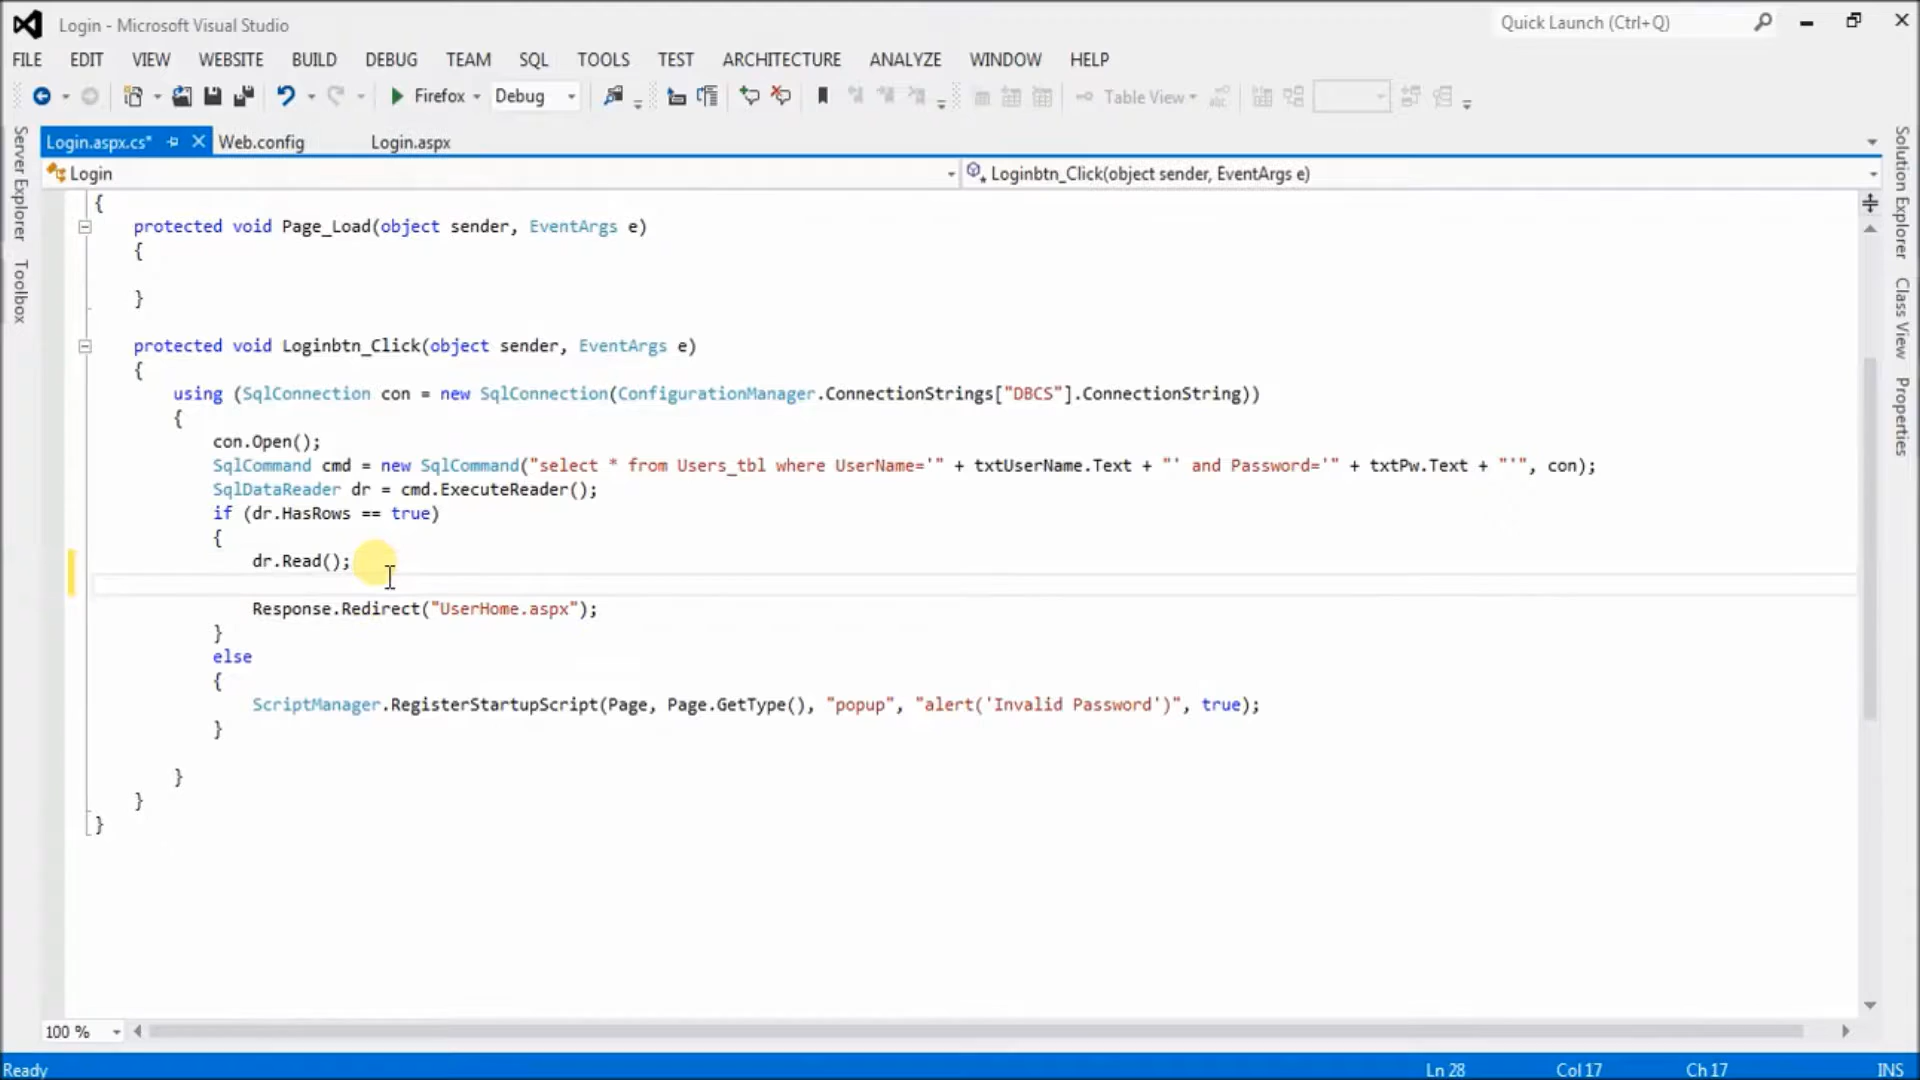 Login - Microsoft Visual Studio
Quick Launch (Ctrl+Q)
FILE EDIT VIEW WEBSITE BUILD DEBUG TEAM SQL TOOLS TEST ARCHITECTURE ANALYZE WINDOW HELP
Firefox Debug Table View
Server Explorer
Toolbox
Login.aspx.cs* Web.config Login.aspx
Login Loginbtn_Click(object sender, EventArgs e)
{
protected void Page_Load(object sender, EventArgs e)
{
}
protected void Loginbtn_Click(object sender, EventArgs e)
{
using (SqlConnection con = new SqlConnection(ConfigurationManager.ConnectionStrings["DBCS"].ConnectionString))
{
con.Open();
SqlCommand cmd = new SqlCommand("select * from Users_tbl where UserName='" + txtUserName.Text + "' and Password='" + txtPw.Text + "'", con);
SqlDataReader dr = cmd.ExecuteReader();
if (dr.HasRows == true)
{
dr.Read();
Response.Redirect("UserHome.aspx");
}
else
{
ScriptManager.RegisterStartupScript(Page, Page.GetType(), "popup", "alert('Invalid Password')", true);
}
}
}
}
Solution Explorer
Class View
Properties
100 %
Ready Ln 28 Col 17 Ch 17 INS